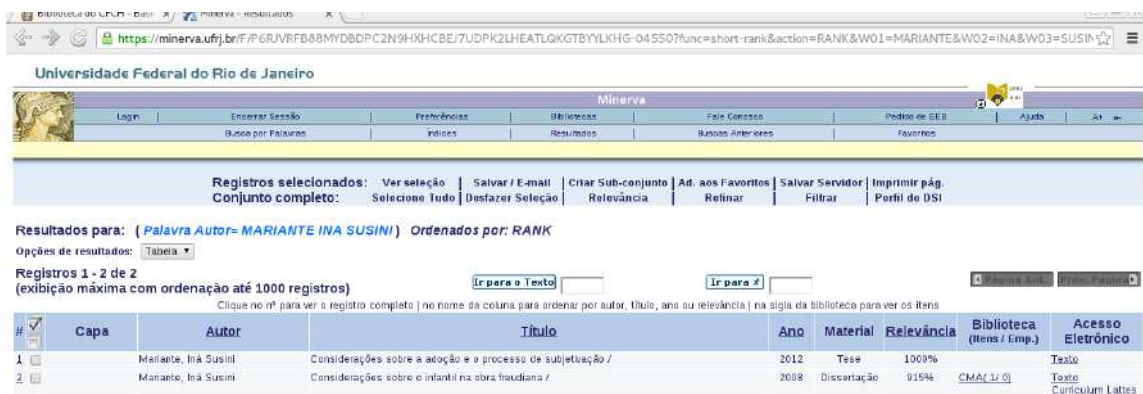 Biblioteca do CFCH - Bas
Minerva - Resultados
https://minerva.ufrj.br/F/P6RJVRFB88MYDBDPC2N9HXHCBEJ7UDPK2LHEATLQKGTBYYLKHG-04550?func=short-rank&action=RANK&W01=MARIANTE&W02=INA&W03=SUSIN
Universidade Federal do Rio de Janeiro
Minerva
Login | Encerrar Sessão | Preferências | Bibliotecas | Fale Conosco | Pedido de EEB | Ajuda | A+ a-
Busca por Palavras | Índices | Resultados | Buscas Anteriores | Favoritos
Registros selecionados: Ver seleção | Salvar / E-mail | Criar Sub-conjunto | Ad. aos Favoritos | Salvar Servidor | Imprimir pág.
Conjunto completo: Selecione Tudo | Desfazer Seleção | Relevância | Refinar | Filtrar | Perfil de DSI
Resultados para: ( Palavra Autor= MARIANTE INA SUSINI ) Ordenados por: RANK
Opções de resultados: Tabela
Registros 1 - 2 de 2
(exibição máxima com ordenação até 1000 registros)
Ir para o Texto Ir para # Página Ant. Prox. Página
Clique no nº para ver o registro completo | no nome da coluna para ordenar por autor, título, ano ou relevância | na sigla da biblioteca para ver os itens
# Capa Autor Título Ano Material Relevância Biblioteca (Itens / Emp.) Acesso Eletrônico
1 Mariante, Iná Susini Considerações sobre a adoção e o processo de subjetivação / 2012 Tese 1000% Texto
2 Mariante, Iná Susini Considerações sobre o infantil na obra freudiana / 2008 Dissertação 915% CMA( 1/ 0) Texto
Curriculum Lattes